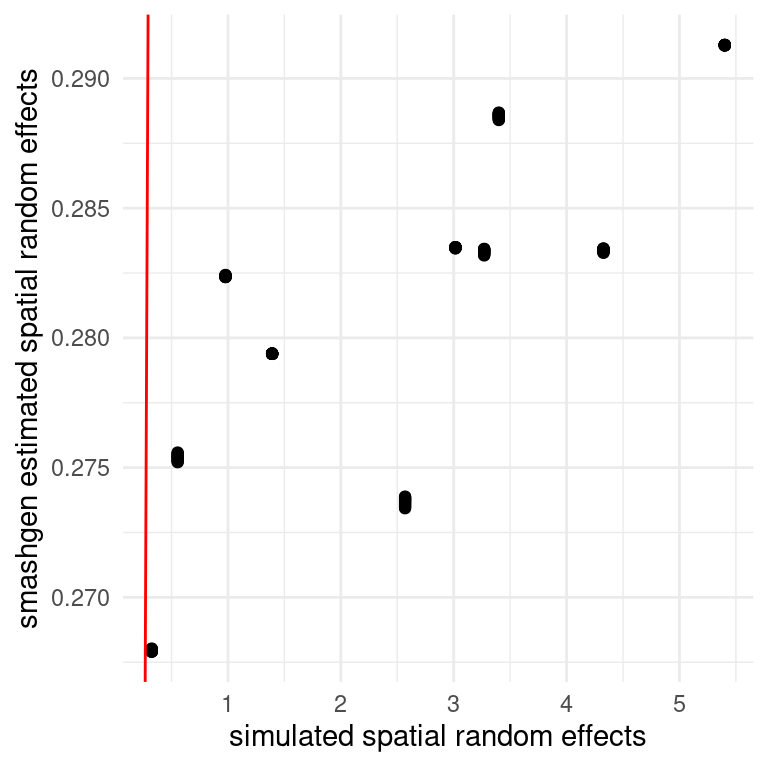 smashgen estimated spatial random effects
0.290
0.285
0.280
0.275
0.270
1 2 3 4 5
simulated spatial random effects